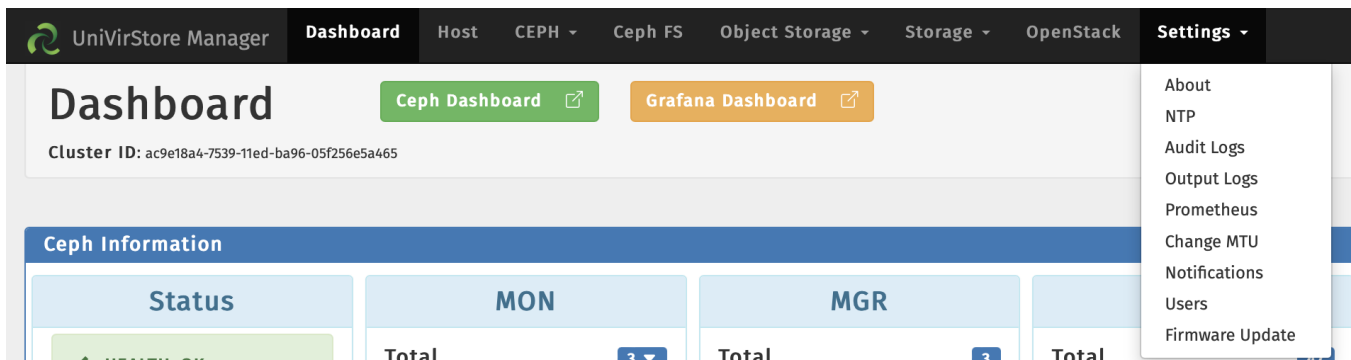 UniVirStore Manager Dashboard Host CEPH Ceph FS Object Storage Storage OpenStack Settings
About
NTP
Audit Logs
Output Logs
Prometheus
Change MTU
Notifications
Users
Firmware Update
Dashboard Ceph Dashboard Grafana Dashboard
Cluster ID: ac9e18a4-7539-11ed-ba96-05f256e5a465
Ceph Information
Status MON MGR
HEALTH_OK Total 3 Total 3 Total